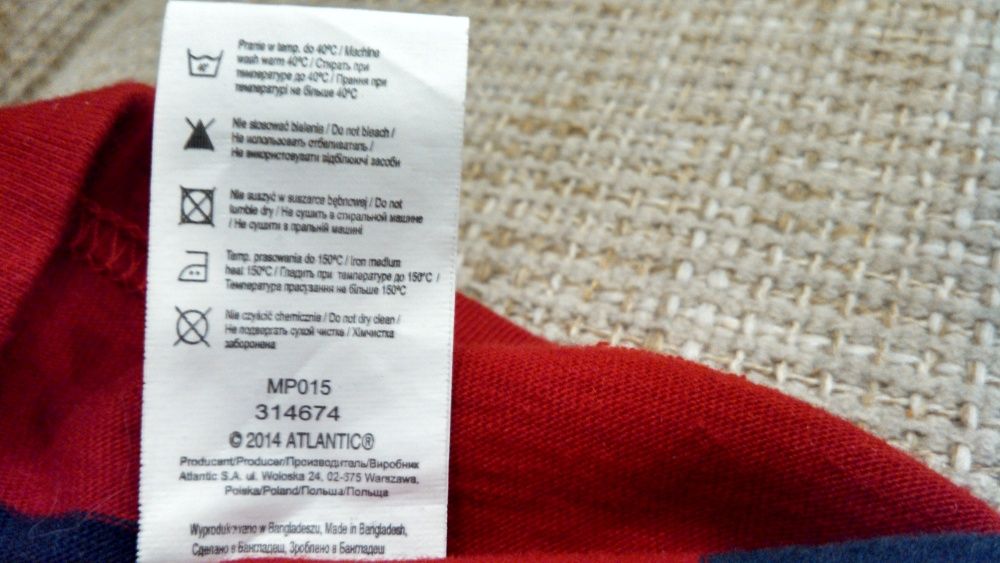 40°
Pranie w temp. do 40°C / Machine
wash warm 40°C / Стирать при
температуре до 40°C / Прання при
температурі не більше 40°C
Nie stosować bielenia / Do not bleach /
Не использовать отбеливатель /
Не використовувати відбілюючі засоби
Nie suszyć w suszarce bębnowej / Do not
tumble dry / Не сушить в стиральной машине
/ Не сушити в пральній машині
Temp. prasowania do 150°C / Iron medium
heat 150°C / Гладить при температуре до 150°C /
Температура прасування не більше 150°C
Nie czyścić chemicznie / Do not dry clean /
Не подвергать сухой чистке / Хімчистка
заборонена
MP015
314674
© 2014 ATLANTIC®
Producent/Producer/Производитель/Виробник
Atlantic S.A. ul. Wołoska 24, 02-675 Warszawa,
Polska/Poland/Польша/Польща
Wyprodukowano w Bangladeszu, Made in Bangladesh,
Сделано в Бангладеш, Зроблено в Бангладеш